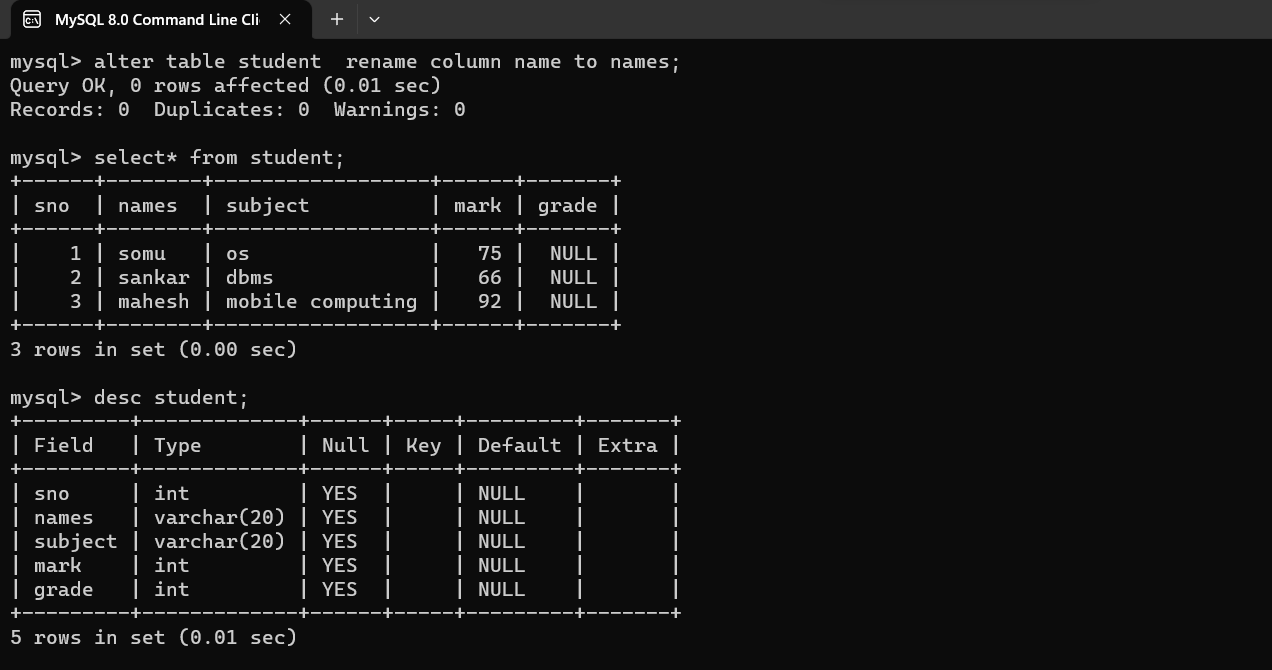 MySQL 8.0 Command Line Cli
mysql> alter table student  rename column name to names;
Query OK, 0 rows affected (0.01 sec)
Records: 0  Duplicates: 0  Warnings: 0
mysql> select* from student;
+------+--------+------------------+------+-------+
| sno  | names  | subject          | mark | grade |
+------+--------+------------------+------+-------+
|    1 | somu   | os               |   75 |  NULL |
|    2 | sankar | dbms             |   66 |  NULL |
|    3 | mahesh | mobile computing |   92 |  NULL |
+------+--------+------------------+------+-------+
3 rows in set (0.00 sec)
mysql> desc student;
+---------+-------------+------+-----+---------+-------+
| Field   | Type        | Null | Key | Default | Extra |
+---------+-------------+------+-----+---------+-------+
| sno     | int         | YES  |     | NULL    |       |
| names   | varchar(20) | YES  |     | NULL    |       |
| subject | varchar(20) | YES  |     | NULL    |       |
| mark    | int         | YES  |     | NULL    |       |
| grade   | int         | YES  |     | NULL    |       |
+---------+-------------+------+-----+---------+-------+
5 rows in set (0.01 sec)